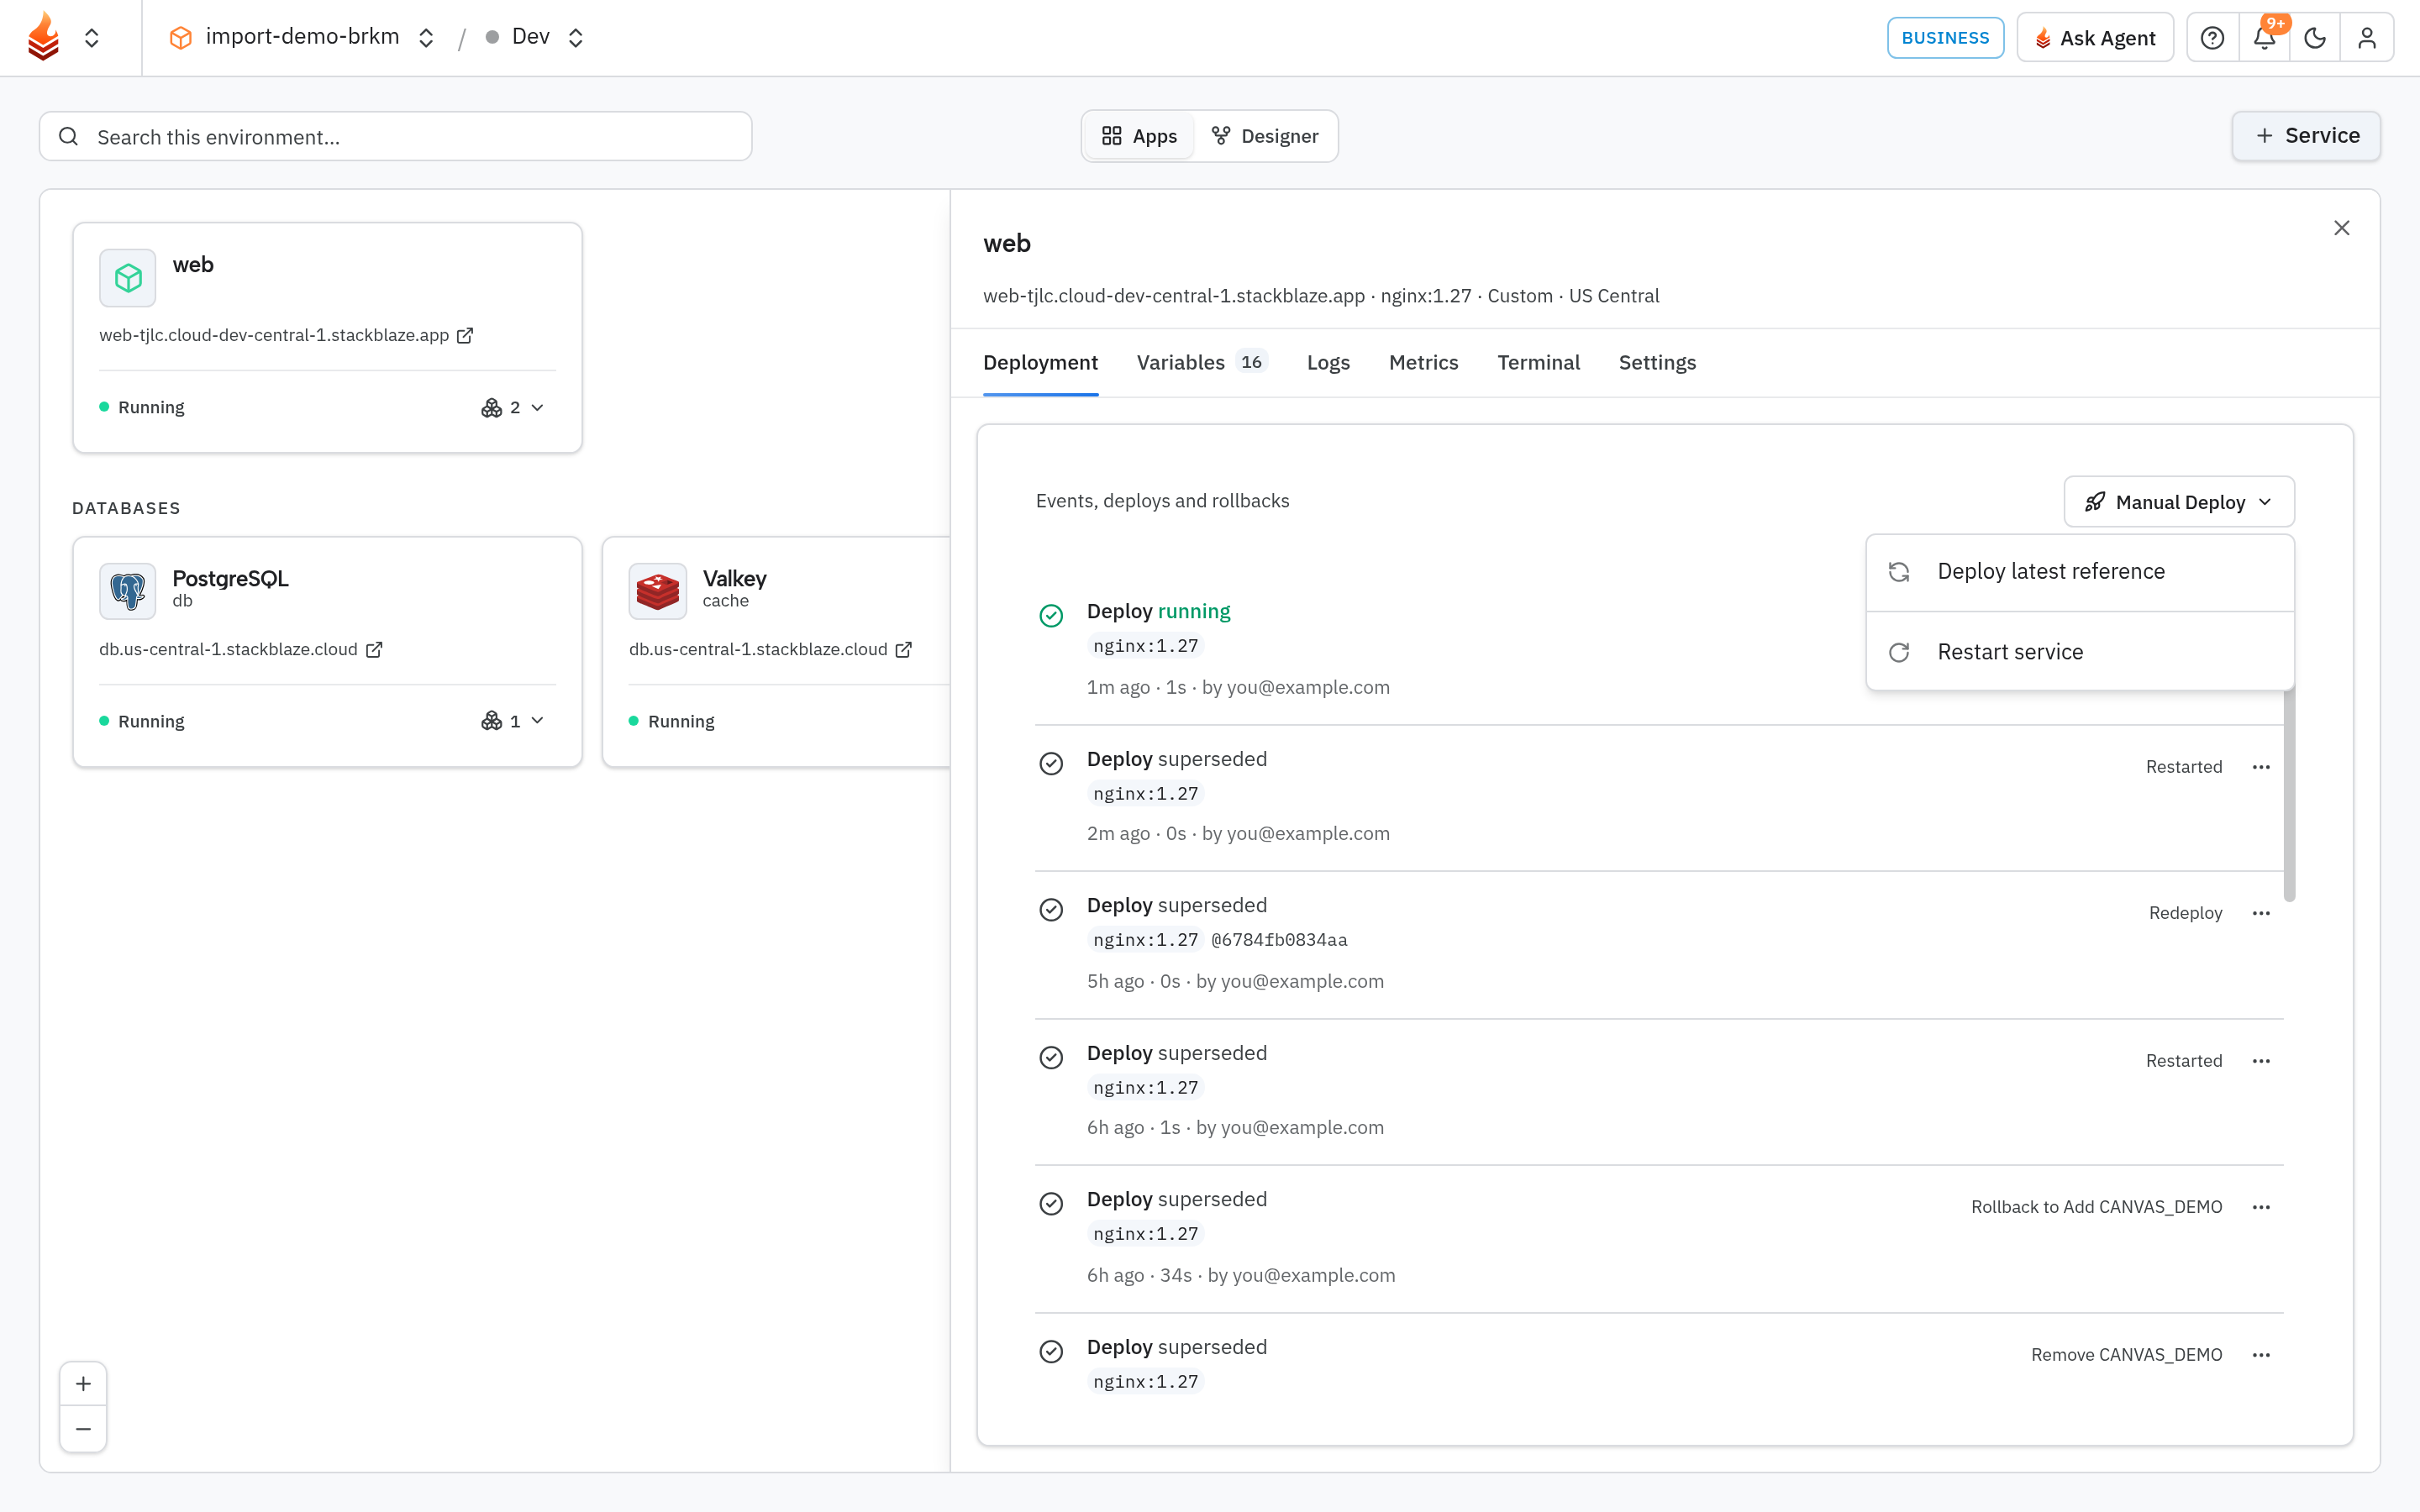 import-demo-brkm / Dev
BUSINESS
Ask Agent
9+
Search this environment...
Apps
Designer
+ Service
web
web-tjlc.cloud-dev-central-1.stackblaze.app
Running
2
DATABASES
PostgreSQL
db
db.us-central-1.stackblaze.cloud
Running
1
Valkey
cache
db.us-central-1.stackblaze.cloud
Running
web
web-tjlc.cloud-dev-central-1.stackblaze.app · nginx:1.27 · Custom · US Central
Deployment
Variables 16
Logs
Metrics
Terminal
Settings
Events, deploys and rollbacks
Manual Deploy
Deploy latest reference
Restart service
Deploy running
nginx:1.27
1m ago · 1s · by you@example.com
Deploy superseded
nginx:1.27
2m ago · 0s · by you@example.com
Restarted
Deploy superseded
nginx:1.27 @6784fb0834aa
5h ago · 0s · by you@example.com
Redeploy
Deploy superseded
nginx:1.27
6h ago · 1s · by you@example.com
Restarted
Deploy superseded
nginx:1.27
6h ago · 34s · by you@example.com
Rollback to Add CANVAS_DEMO
Deploy superseded
nginx:1.27
Remove CANVAS_DEMO